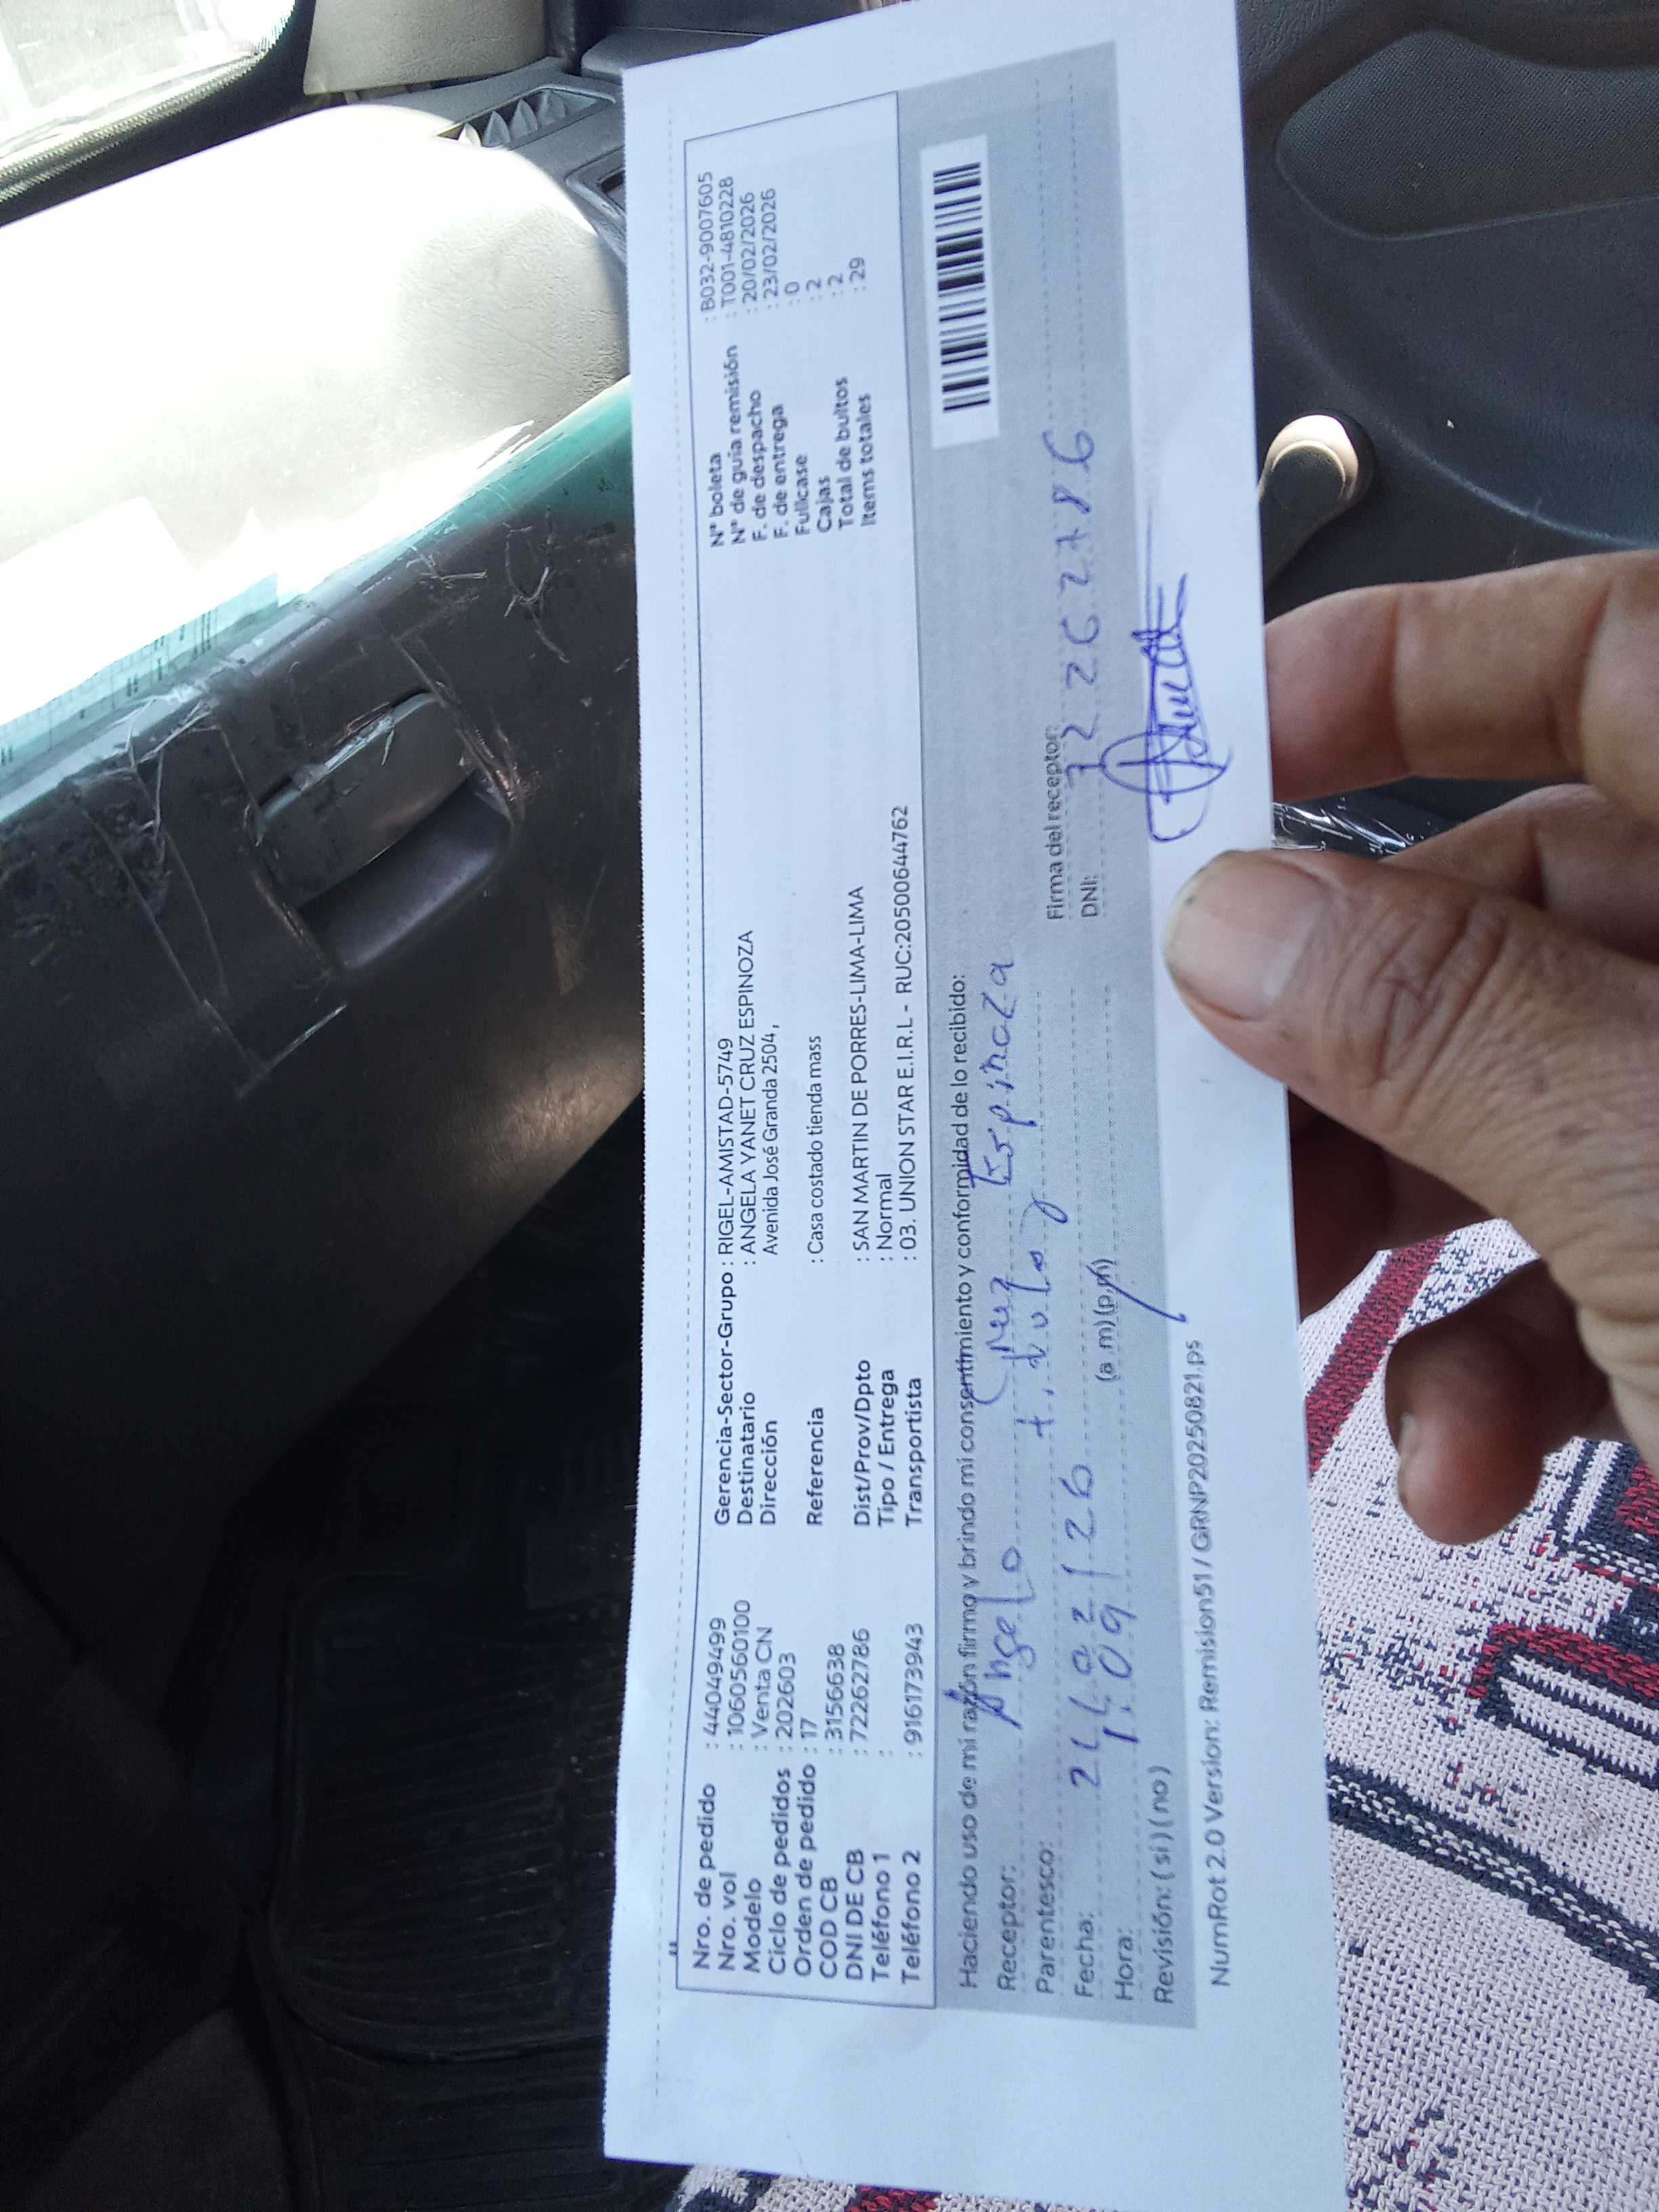 Nro. de pedido : 44049499
Nro. vol : 10605560100
Modelo : Venta CN
Ciclo de pedidos : 202603
Orden de pedido : 17
COD CB : 3156638
DNI DE CB : 72262786
Teléfono 1 :
Teléfono 2 : 916173943
Gerencia-Sector-Grupo : RIGEL-AMISTAD-5749
Destinatario : ANGELA YANET CRUZ ESPINOZA
Dirección Avenida José Granda 2504,
Referencia : Casa costado tienda mass
Dist/Prov/Dpto : SAN MARTIN DE PORRES-LIMA-LIMA
Tipo / Entrega : Normal
Transportista : 03. UNION STAR E.I.R.L - RUC:20500644762
N° boleta : B032-9007605
N° de guía remisión : T001-4810228
F. de despacho : 20/02/2026
F. de entrega : 23/02/2026
Fullcase : 0
Cajas : 2
Total de bultos : 2
Items totales : 29
Haciendo uso de mi razón firmo y brindo mi consentimiento y conformidad de lo recibido:
Receptor: Angelo Cruz Espinoza
Parentesco: titular
Fecha: 21/02/26
Hora: 1:09 (a .m) (p.m)
Revisión: ( si ) ( no )
Firma del receptor:
DNI: 72262786
NumRot 2.0 Version: Remision51 / GRNP20250821.ps